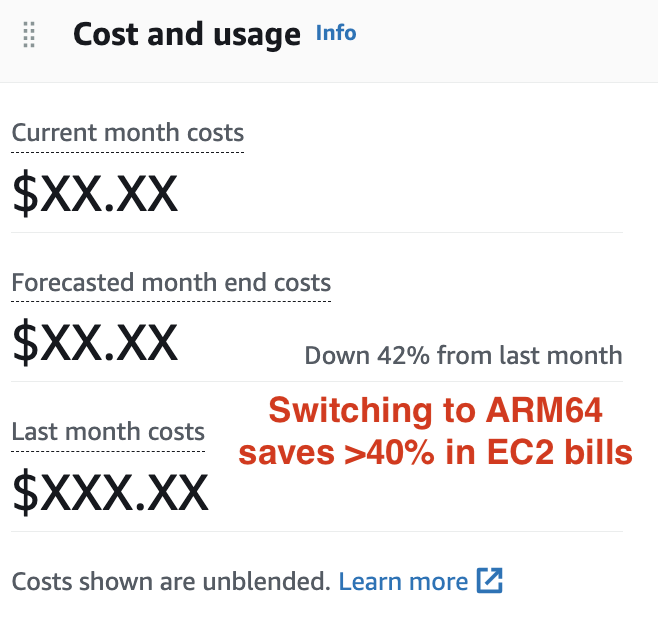 Cost and usage Info
Current month costs
$XX.XX
Forecasted month end costs
$XX.XX
Down 42% from last month
Switching to ARM64
saves >40% in EC2 bills
Last month costs
$XXX.XX
Costs shown are unblended. Learn more